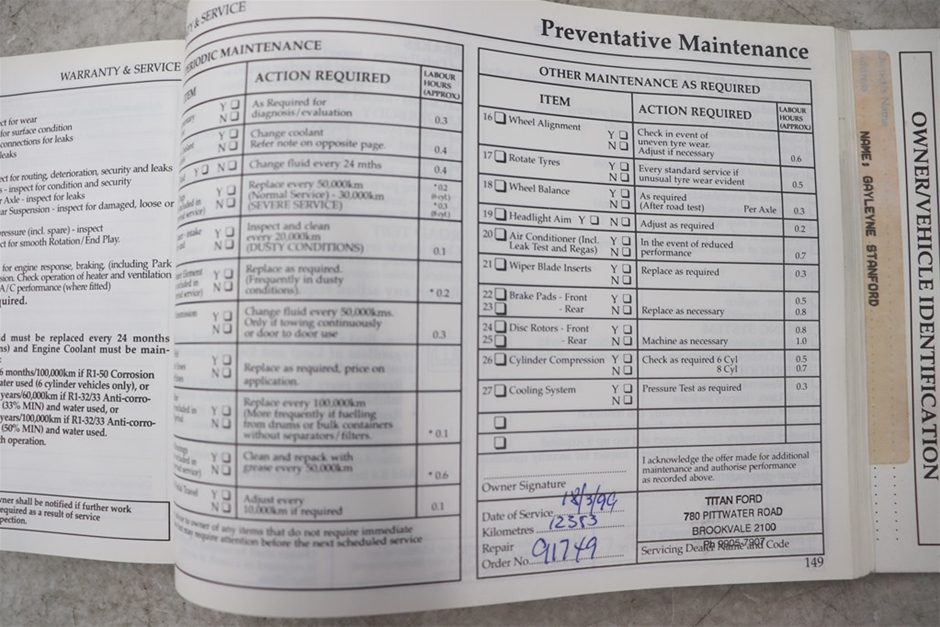 WARRANTY & SERVICE
ct for wear
for surface condition
connections for leaks
leaks
ct for routing, deterioration, security and leaks
s - inspect for condition and security
r Axle - inspect for leaks
ar Suspension - inspect for damaged, loose or
ressure (incl. spare) - inspect
ct for smooth Rotation/End Play.
for engine response, braking, (including Park
sion. Check operation of heater and ventilation
A/C performance (where fitted)
quired.
d must be replaced every 24 months
ns) and Engine Coolant must be main-
6 months/100,000km if R1-50 Corrosion
ater used (6 cylinder vehicles only), or
years/60,000km if R1-32/33 Anti-corro-
(33% MIN) and water used, or
years/100,000km if R1-32/33 Anti-corro-
(50% MIN) and water used.
h operation.
wner shall be notified if further work
equired as a result of service
pection.
& SERVICE
Preventative Maintenance
PERIODIC MAINTENANCE
ITEM
ACTION REQUIRED
LABOUR
HOURS
(APPROX)
Y ☐ As Required for
N ☐ diagnosis/evaluation 0.3
Y ☐ Change coolant
N ☐ Refer note on opposite page. 0.4
Y ☐ N ☐ Change fluid every 24 mths 0.4
Y ☐ Replace every 50,000km *0.2
(Normal Service) - 30,000km
N ☐ (SEVERE SERVICE) *0.3
Y ☐ Inspect and clean
every 20,000km
N ☐ (DUSTY CONDITIONS) 0.1
Y ☐ Replace as required.
(Frequently in dusty
N ☐ conditions). *0.2
Y ☐ Change fluid every 50,000kms.
Only if towing continuously
N ☐ or door to door use 0.3
Y ☐
N ☐ Replace as required, price on
application.
Replace every 100,000km
Y ☐ (More frequently if fuelling
N ☐ from drums or bulk containers
without separators/filters. *0.1
Y ☐ Clean and repack with
N ☐ grease every 50,000km *0.6
Travel Y ☐ Adjust every
N ☐ 10,000km if required 0.1
owner of any items that do not require immediate
may require attention before the next scheduled service
OTHER MAINTENANCE AS REQUIRED
ITEM
ACTION REQUIRED
LABOUR
HOURS
(APPROX)
16 ☐ Wheel Alignment Y ☐ Check in event of
N ☐ uneven tyre wear.
Adjust if necessary 0.6
17 ☐ Rotate Tyres Y ☐ Every standard service if
N ☐ unusual tyre wear evident 0.5
18 ☐ Wheel Balance Y ☐ As required
N ☐ (After road test) Per Axle 0.3
19 ☐ Headlight Aim Y ☐ N ☐ Adjust as required 0.2
20 ☐ Air Conditioner (Incl. Y ☐ In the event of reduced
Leak Test and Regas) N ☐ performance 0.7
21 ☐ Wiper Blade Inserts Y ☐ Replace as required 0.3
N ☐
22 ☐ Brake Pads - Front Y ☐ 0.5
23 ☐ - Rear N ☐ Replace as necessary 0.8
24 ☐ Disc Rotors - Front Y ☐ 0.8
25 ☐ - Rear N ☐ Machine as necessary 1.0
26 ☐ Cylinder Compression Y ☐ Check as required 6 Cyl 0.5
N ☐ 8 Cyl 0.7
27 ☐ Cooling System Y ☐ Pressure Test as required 0.3
N ☐
☐
☐
I acknowledge the offer made for additional
maintenance and authorise performance
as recorded above.
Owner Signature
Date of Service 18/3/99
Kilometres 12383
Repair
Order No. 91749
TITAN FORD
780 PITTWATER ROAD
BROOKVALE 2100
Ph 9905-7907
Servicing Dealer Name and Code
149
NAME: GAYLEYNE STANFORD
OWNER/VEHICLE IDENTIFICATION